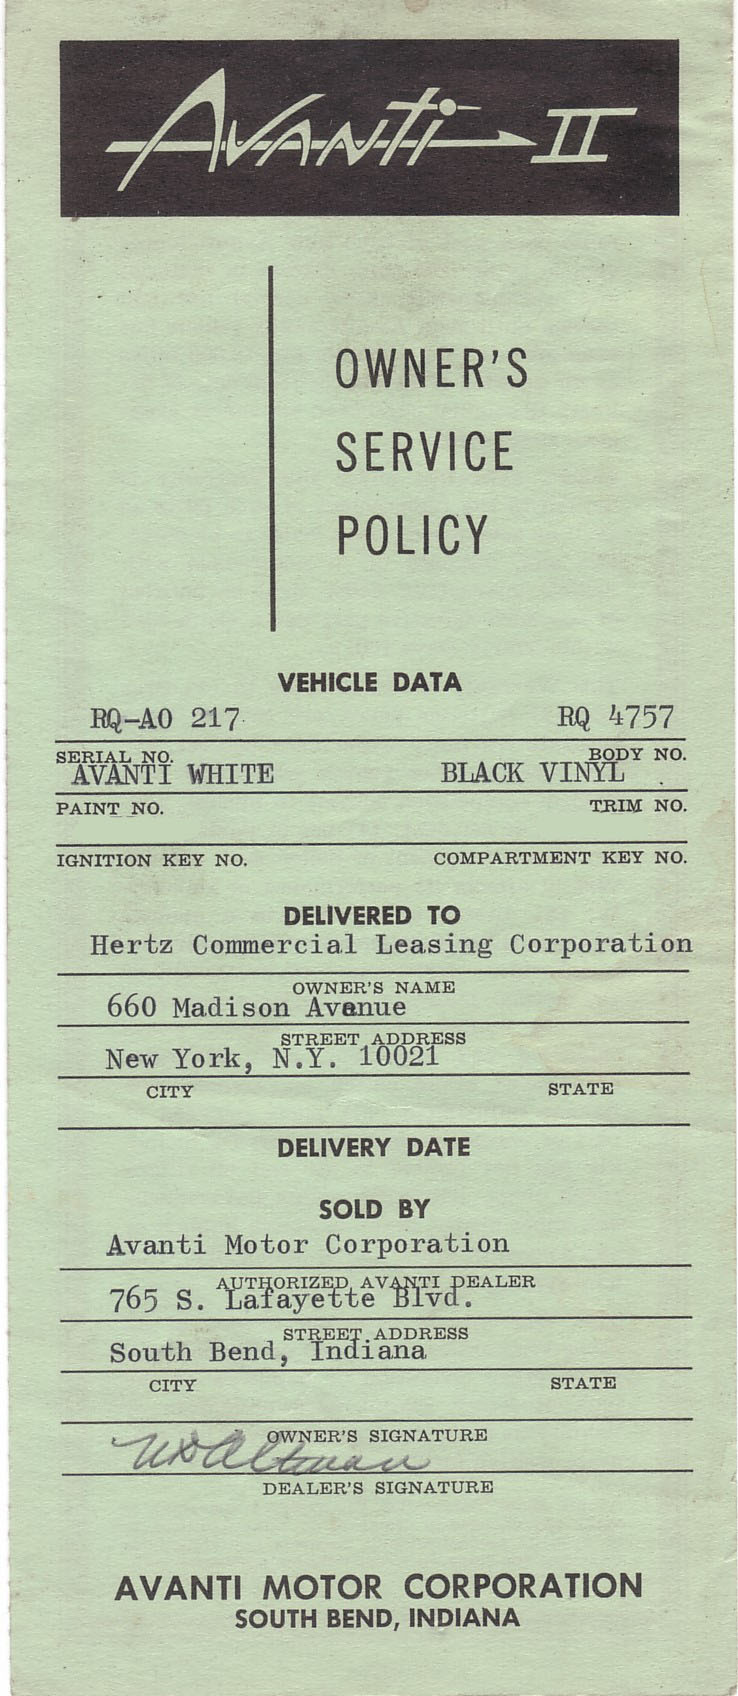 AVANTI II
OWNER'S
SERVICE
POLICY
VEHICLE DATA
RQ-A0 217 RQ 4757
SERIAL NO. BODY NO.
AVANTI WHITE BLACK VINYL
PAINT NO. TRIM NO.
IGNITION KEY NO. COMPARTMENT KEY NO.
DELIVERED TO
Hertz Commercial Leasing Corporation
OWNER'S NAME
660 Madison Avenue
STREET ADDRESS
New York, N.Y. 10021
CITY STATE
DELIVERY DATE
SOLD BY
Avanti Motor Corporation
AUTHORIZED AVANTI DEALER
765 S. Lafayette Blvd.
STREET ADDRESS
South Bend, Indiana
CITY STATE
OWNER'S SIGNATURE
Altman
DEALER'S SIGNATURE
AVANTI MOTOR CORPORATION
SOUTH BEND, INDIANA